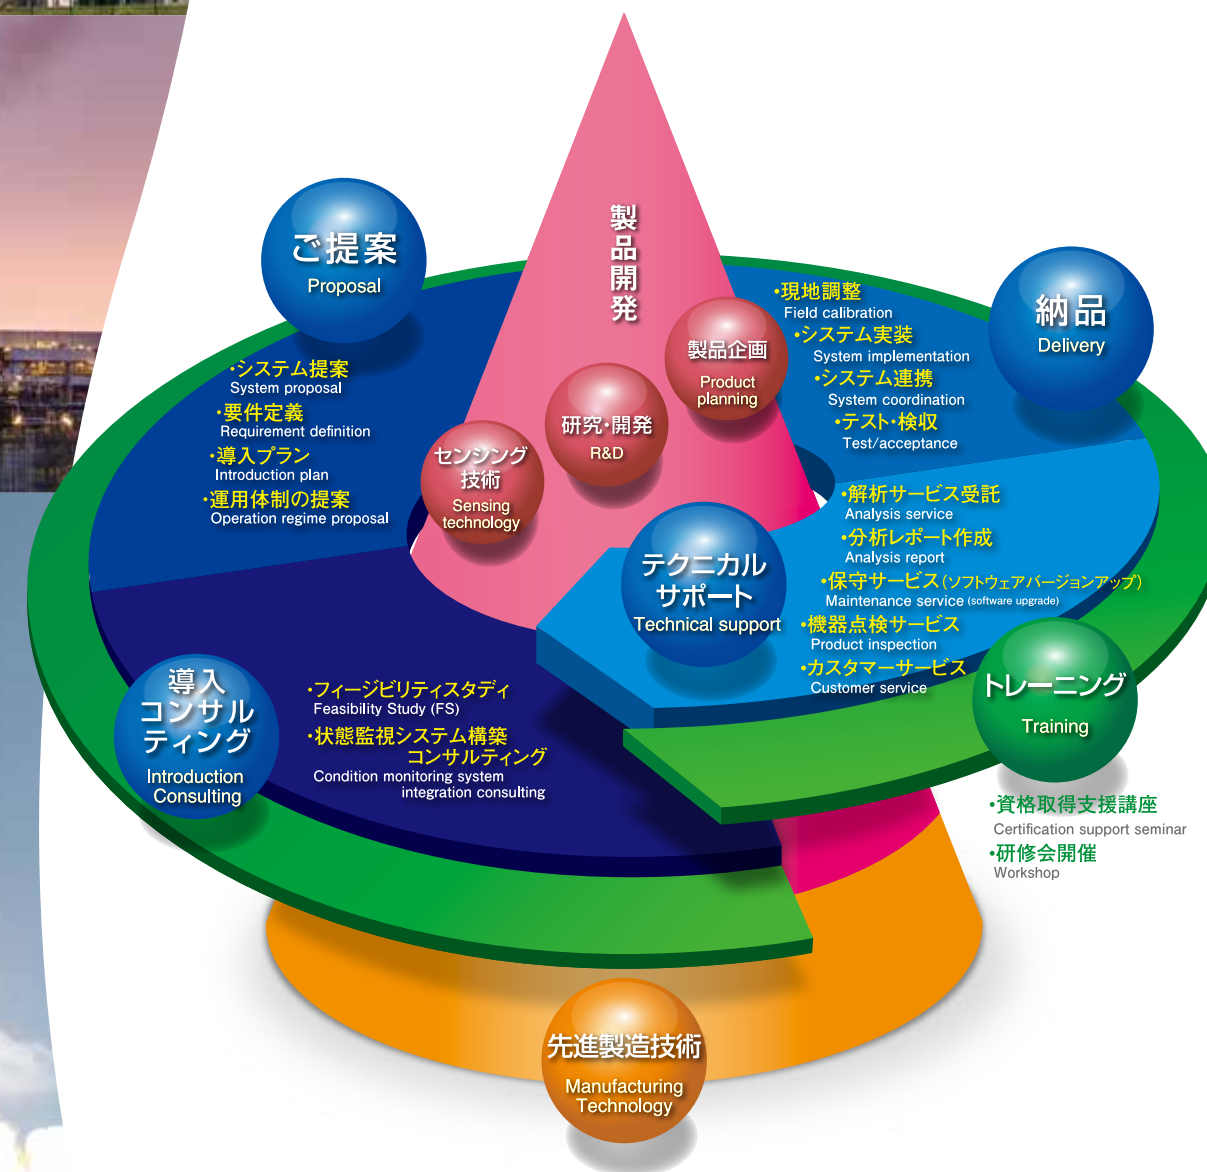 製品開発
ご提案
Proposal
・システム提案
System proposal
・要件定義
Requirement definition
・導入プラン
Introduction plan
・運用体制の提案
Operation regime proposal
センシング
技術
Sensing
technology
研究・開発
R&D
製品企画
Product
planning
・現地調整
Field calibration
・システム実装
System implementation
・システム連携
System coordination
・テスト・検収
Test/acceptance
納品
Delivery
・解析サービス受託
Analysis service
・分析レポート作成
Analysis report
・保守サービス(ソフトウェアバージョンアップ)
Maintenance service (software upgrade)
・機器点検サービス
Product inspection
・カスタマーサービス
Customer service
テクニカル
サポート
Technical support
導入
コンサル
ティング
Introduction
Consulting
・フィージビリティスタディ
Feasibility Study (FS)
・状態監視システム構築
コンサルティング
Condition monitoring system
integration consulting
トレーニング
Training
・資格取得支援講座
Certification support seminar
・研修会開催
Workshop
先進製造技術
Manufacturing
Technology